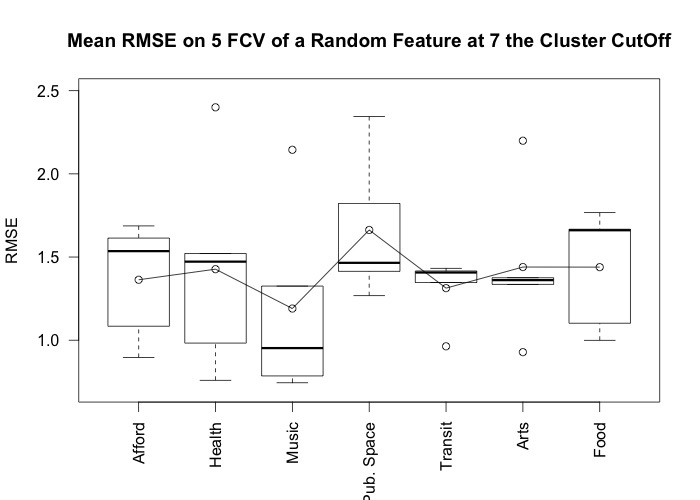 Mean RMSE on 5 FCV of a Random Feature at 7 the Cluster CutOff
RMSE
2.5
2.0
1.5
1.0
Afford
Health
Music
Pub. Space
Transit
Arts
Food